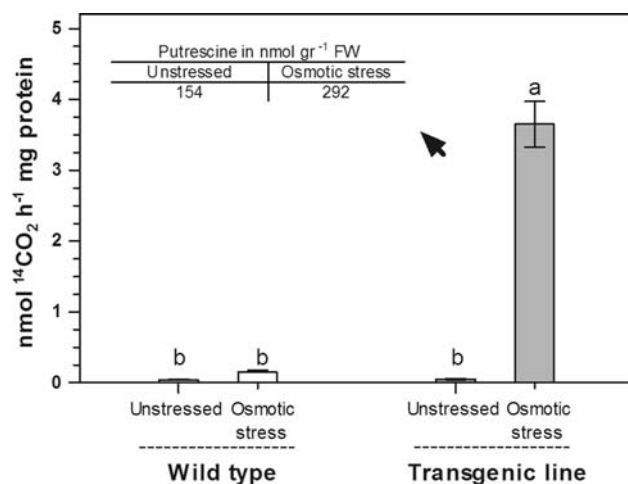 nmol ¹⁴CO₂ h⁻¹ mg protein
5
4
3
2
1
0
Putrescine in nmol gr⁻¹ FW
Unstressed Osmotic stress
154 292
b b b a
Unstressed Osmotic stress Unstressed Osmotic stress
Wild type Transgenic line